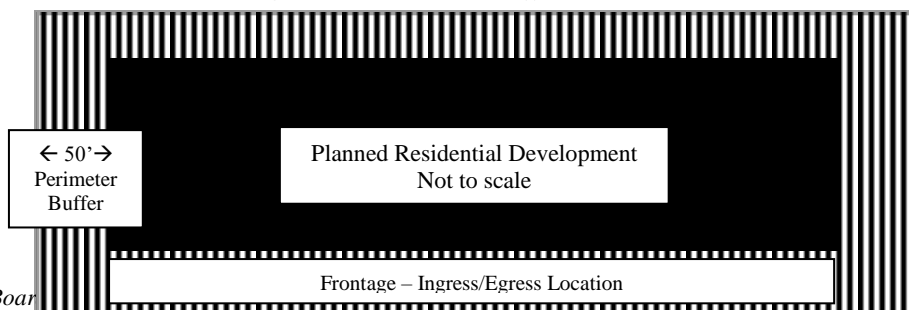 ← 50’→
Perimeter
Buffer
Planned Residential Development
Not to scale
Frontage – Ingress/Egress Location